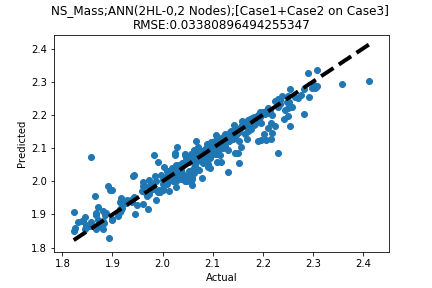 NS_Mass;ANN(2HL-0,2 Nodes);[Case1+Case2 on Case3]
RMSE:0.03380896494255347
2.4
2.3
2.2
2.1
2.0
1.9
1.8
Predicted
1.8 1.9 2.0 2.1 2.2 2.3 2.4
Actual